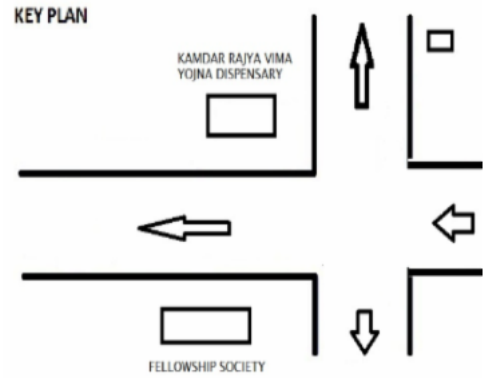 KEY PLAN
KAMDAR RAJYA VIMA
YOJNA DISPENSARY
FELLOWSHIP SOCIETY